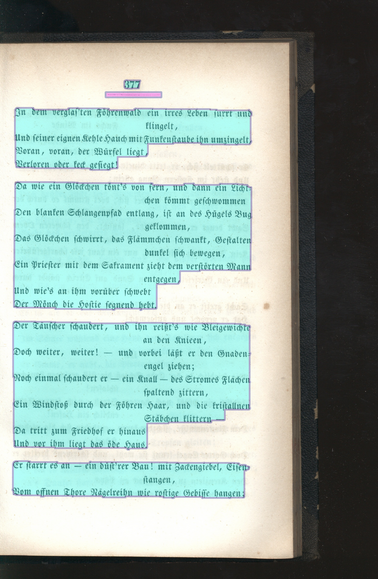 377
In dem verglas'ten Föhrenwald ein irres Leben surrt und
klingelt,
Und seiner eignen Kehle Hauch mit Funkenstaube ihn umzingelt.
Voran, voran, der Würfel liegt,
Verloren oder keck gesiegt!
Da wie ein Glöckchen tönt's von fern, und dann ein Licht-
chen kömmt geschwommen
Den blanken Schlangenpfad entlang, ist an des Hügels Bug
geklommen,
Das Glöckchen schwirrt, das Flämmchen schwankt, Gestalten
dunkel sich bewegen,
Ein Priester mit dem Sakrament zieht dem verstörten Mann
entgegen,
Und wie's an ihm vorüber schwebt
Der Mönch die Hostie segnend hebt.
Der Täuscher schaudert, und ihn reißt's wie Bleigewichte
an den Knieen,
Doch weiter, weiter! — und vorbei läßt er den Gnaden-
engel ziehen;
Noch einmal schaudert er — ein Knall — des Stromes Flächen
spaltend zittern,
Ein Windstoß durch der Föhren Haar, und die kristallnen
Stäbchen klittern.
Da tritt zum Friedhof er hinaus
Und vor ihm liegt das öde Haus.
Er starrt es an — ein düst'rer Bau! mit Zackengiebel, Eisen-
stangen,
Vom offnen Thore Nägelreihn wie rostige Gebisse hangen;